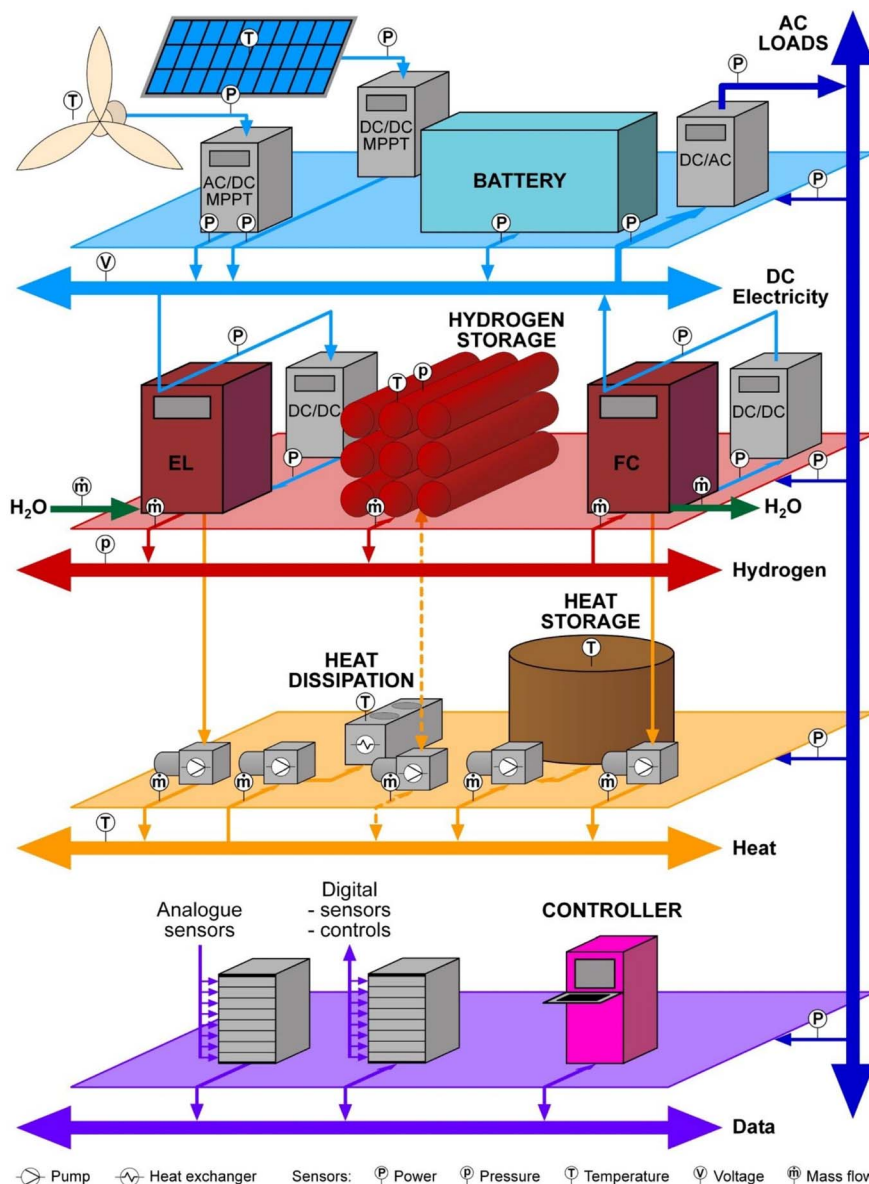 AC
LOADS
P
P
T
T
P
DC/DC
MPPT
AC/DC
MPPT
BATTERY
DC/AC
P
P
P
P
P
V
DC
Electricity
HYDROGEN
STORAGE
P
P
T
p
DC/DC
DC/DC
EL
FC
P
P
P
ṁ
ṁ
H₂O
ṁ
ṁ
ṁ
H₂O
p
Hydrogen
HEAT
STORAGE
T
HEAT
DISSIPATION
T
P
ṁ
ṁ
ṁ
ṁ
ṁ
T
Heat
Analogue
sensors
Digital
- sensors
- controls
CONTROLLER
P
Data
Pump
Heat exchanger
Sensors:
P Power
p Pressure
T Temperature
V Voltage
ṁ Mass flow